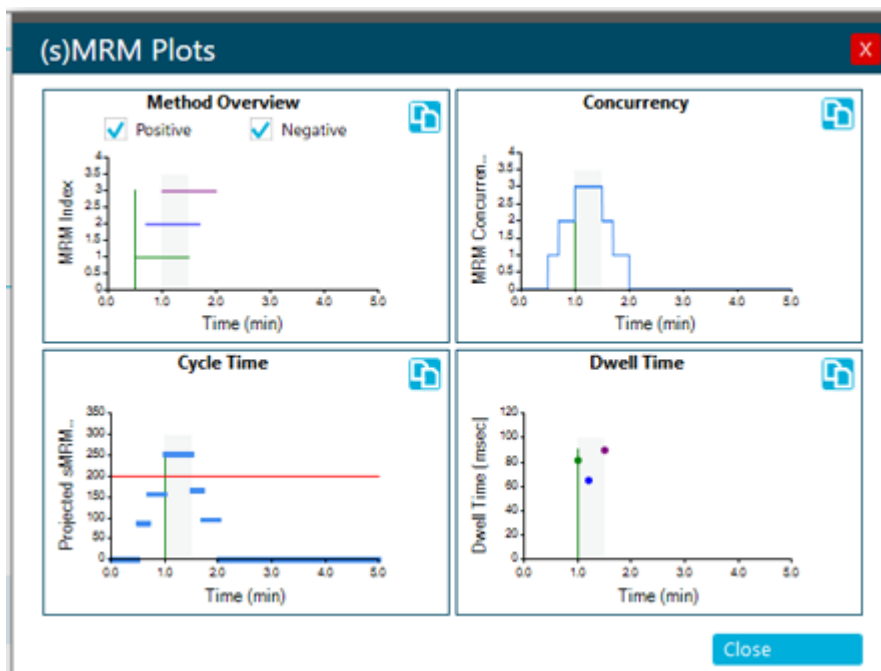 (s)MRM Plots
X
Method Overview
Positive Negative
MRM Index
4
3.5
3
2.5
2
1.5
1
0.5
0
0.0 1.0 2.0 3.0 4.0 5.0
Time (min)
Concurrency
MRM Concurren...
4
3.5
3
2.5
2
1.5
1
0.5
0
0.0 1.0 2.0 3.0 4.0 5.0
Time (min)
Cycle Time
Projected sMRM...
350
300
250
200
150
100
50
0
0.0 1.0 2.0 3.0 4.0 5.0
Time (min)
Dwell Time
Dwell Time [msec]
120
100
80
60
40
20
0
0.0 1.0 2.0 3.0 4.0 5.0
Time (min)
Close